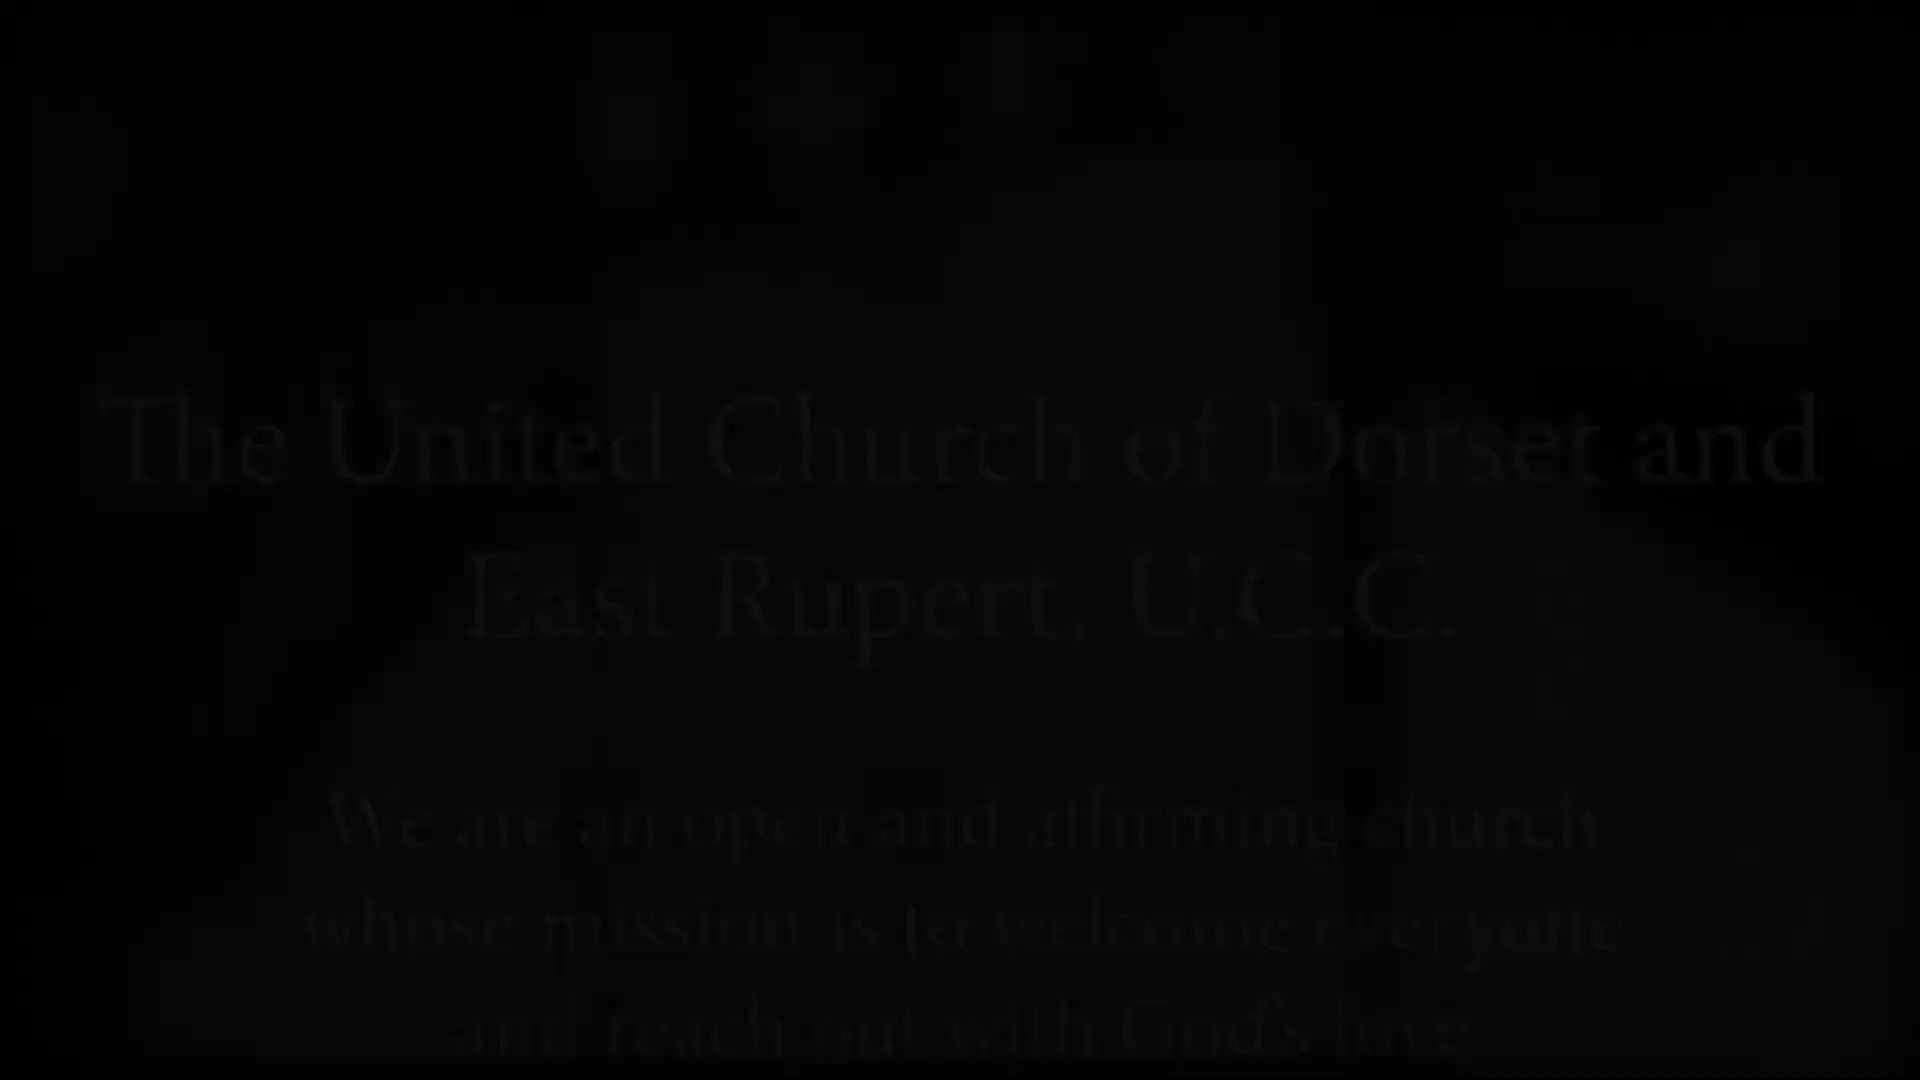 The United Church of Dorset and
East Rupert, U.C.C.
We are an open and affirming church
whose mission is to welcome everyone
and reach out with God's love